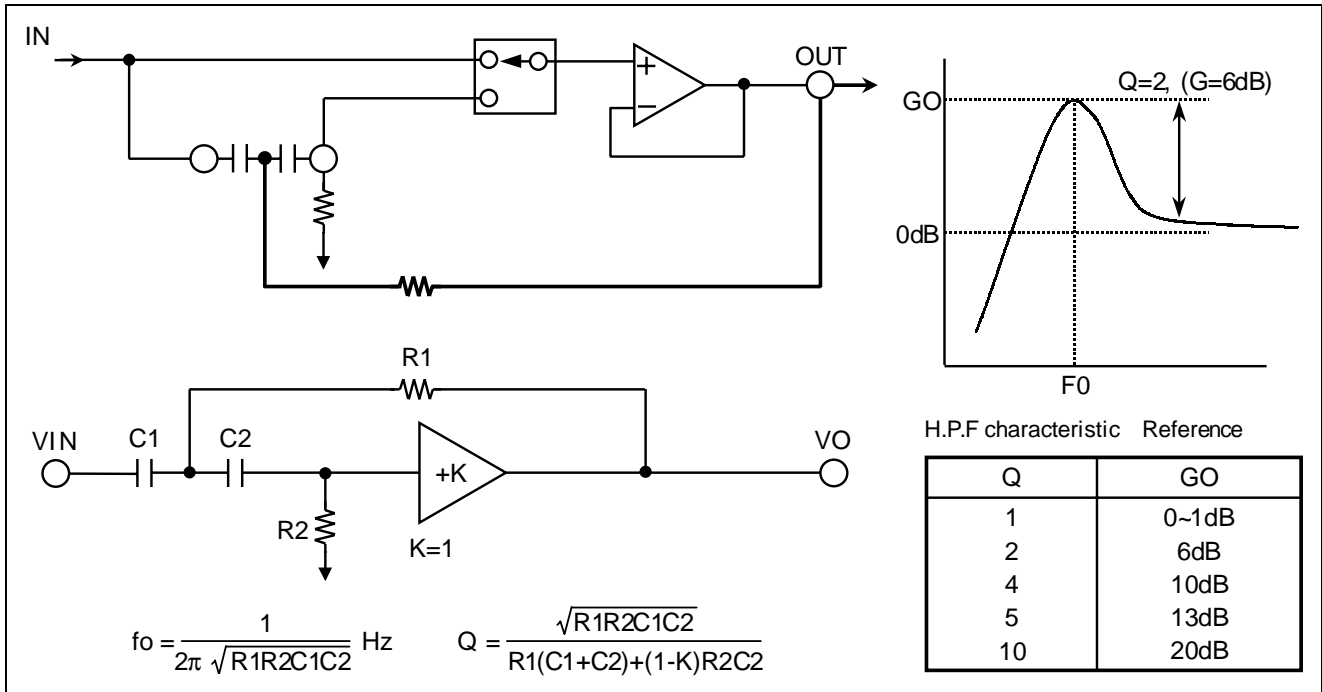 IN
OUT
+
−
GO
0dB
Q=2, (G=6dB)
F0
R1
VIN
C1
C2
+K
VO
R2
K=1
fo = 1 / 2π √R1R2C1C2 Hz
Q = √R1R2C1C2 / R1(C1+C2)+(1-K)R2C2
H.P.F characteristic Reference
Q GO
1 0~1dB
2 6dB
4 10dB
5 13dB
10 20dB